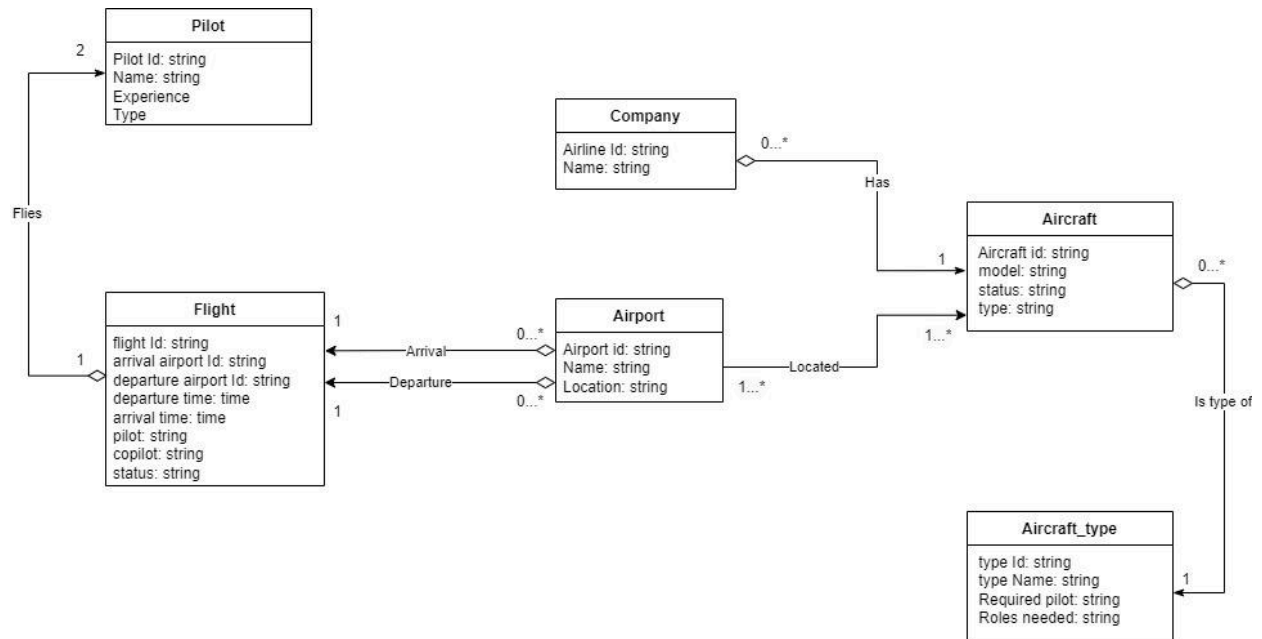 Pilot
2
Pilot Id: string
Name: string
Experience
Type
Company
Airline Id: string
Name: string
0...*
Has
Flies
Aircraft
Aircraft id: string
model: string
status: string
type: string
1
0...*
1...*
Flight
flight Id: string
arrival airport Id: string
departure airport Id: string
departure time: time
arrival time: time
pilot: string
copilot: string
status: string
1
1
Arrival
0...*
Departure
1
0...*
Airport
Airport id: string
Name: string
Location: string
Located
1...*
Is type of
Aircraft_type
type Id: string
type Name: string
Required pilot: string
Roles needed: string
1